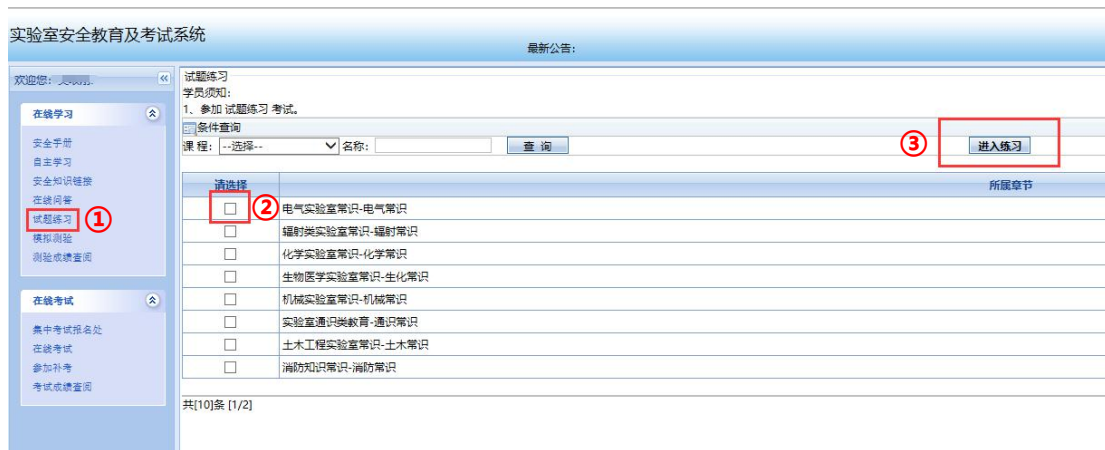 实验室安全教育及考试系统
最新公告:
欢迎您:
在线学习
安全手册
自主学习
安全知识链接
在线问答
试题练习
①
模拟测验
测验成绩查阅
在线考试
集中考试报名处
在线考试
参加补考
考试成绩查阅
试题练习
学员须知:
1、参加 试题练习 考试。
条件查询
课 程: --选择-- 名称: 查 询
③ 进入练习
请选择 所属章节
② 电气实验室常识-电气常识
辐射类实验室常识-辐射常识
化学实验室常识-化学常识
生物医学实验室常识-生化常识
机械实验室常识-机械常识
实验室通识类教育-通识常识
土木工程实验室常识-土木常识
消防知识常识-消防常识
共[10]条 [1/2]